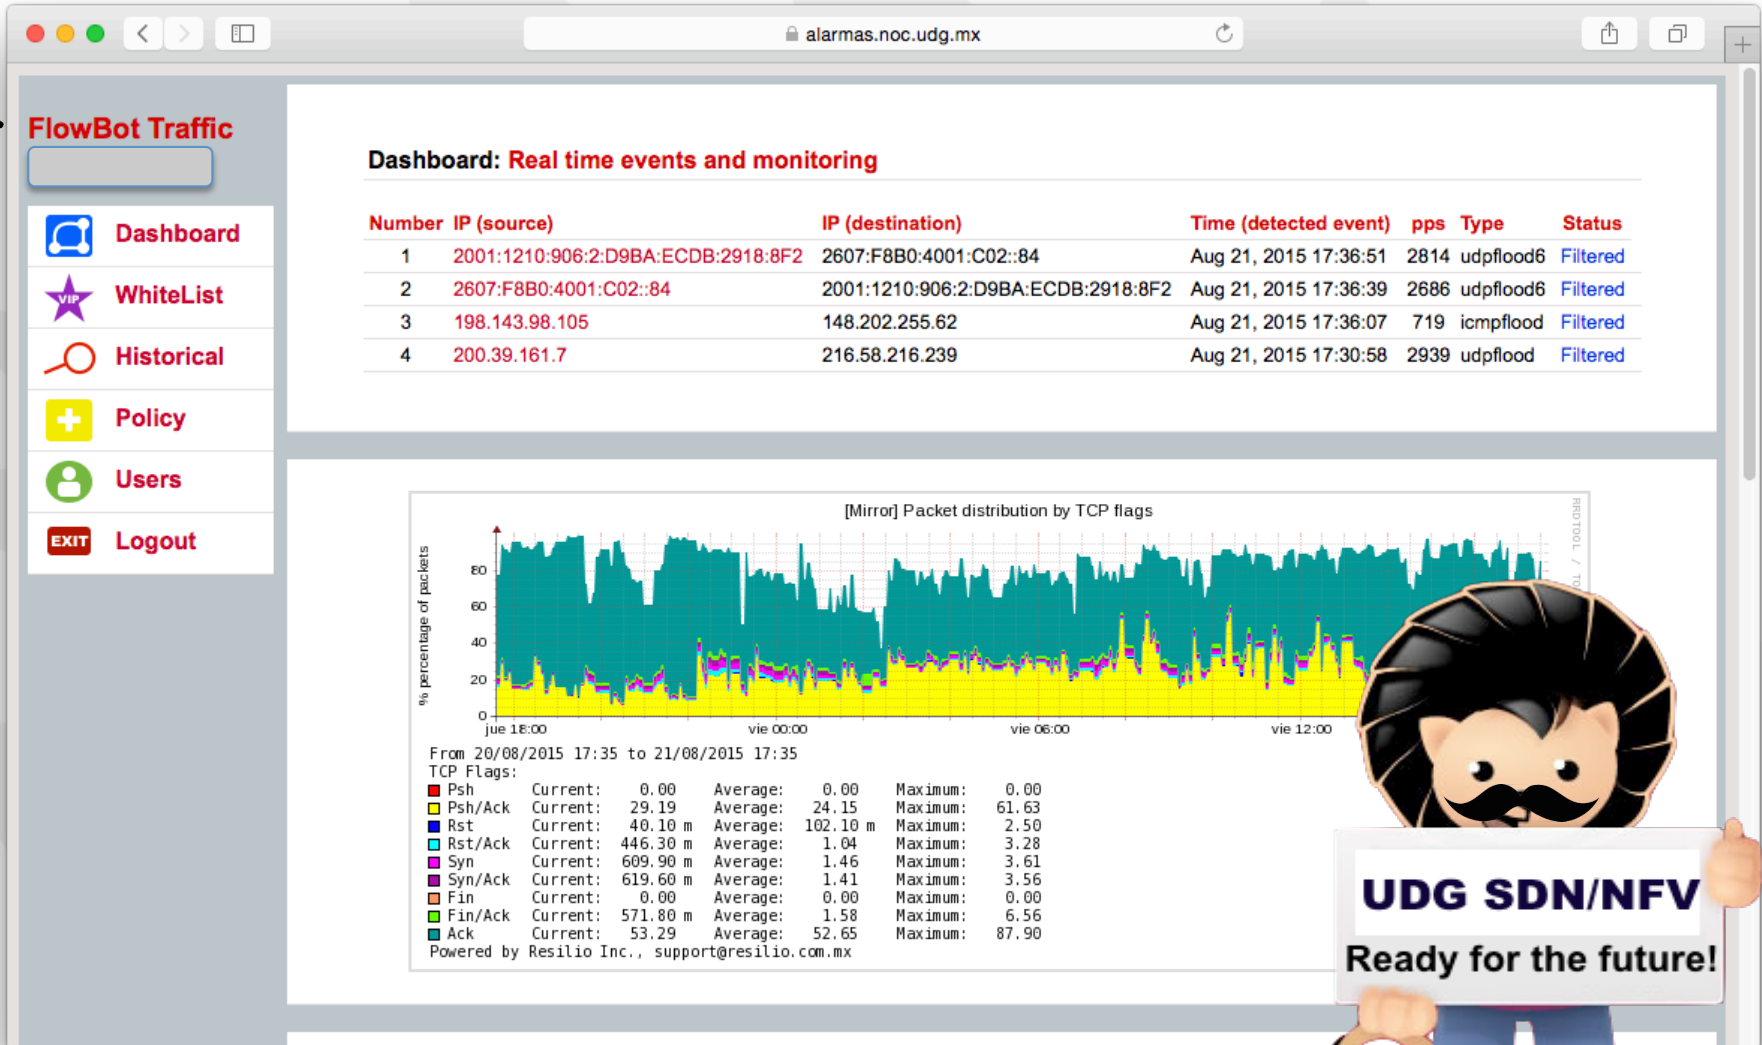 alarmas.noc.udg.mx
FlowBot Traffic
Dashboard
VIP WhiteList
Historical
Policy
Users
EXIT Logout
Dashboard: Real time events and monitoring
Number IP (source) IP (destination) Time (detected event) pps Type Status
1 2001:1210:906:2:D9BA:ECDB:2918:8F2 2607:F8B0:4001:C02::84 Aug 21, 2015 17:36:51 2814 udpflood6 Filtered
2 2607:F8B0:4001:C02::84 2001:1210:906:2:D9BA:ECDB:2918:8F2 Aug 21, 2015 17:36:39 2686 udpflood6 Filtered
3 198.143.98.105 148.202.255.62 Aug 21, 2015 17:36:07 719 icmpflood Filtered
4 200.39.161.7 216.58.216.239 Aug 21, 2015 17:30:58 2939 udpflood Filtered
[Mirror] Packet distribution by TCP flags
RRDTOOL /
% percentage of packets
80
60
40
20
0
jue 18:00 vie 00:00 vie 06:00 vie 12:00
From 20/08/2015 17:35 to 21/08/2015 17:35
TCP Flags:
Psh Current: 0.00 Average: 0.00 Maximum: 0.00
Psh/Ack Current: 29.19 Average: 24.15 Maximum: 61.63
Rst Current: 40.10 m Average: 102.10 m Maximum: 2.50
Rst/Ack Current: 446.30 m Average: 1.04 Maximum: 3.28
Syn Current: 609.90 m Average: 1.46 Maximum: 3.61
Syn/Ack Current: 619.60 m Average: 1.41 Maximum: 3.56
Fin Current: 0.00 Average: 0.00 Maximum: 0.00
Fin/Ack Current: 571.80 m Average: 1.58 Maximum: 6.56
Ack Current: 53.29 Average: 52.65 Maximum: 87.90
Powered by Resilio Inc., support@resilio.com.mx
UDG SDN/NFV
Ready for the future!